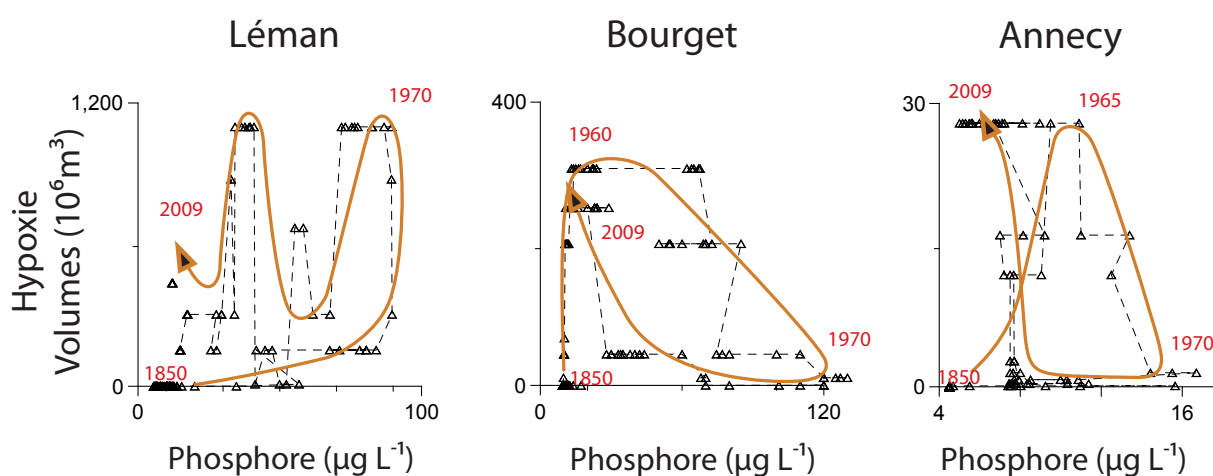 Léman
Bourget
Annecy
Hypoxie
Volumes (10⁶m³)
1,200
0
1970
2009
1850
0
100
Phosphore (µg L⁻¹)
400
0
1960
2009
1970
1850
0
120
Phosphore (µg L⁻¹)
30
0
2009
1965
1970
1850
4
16
Phosphore (µg L⁻¹)